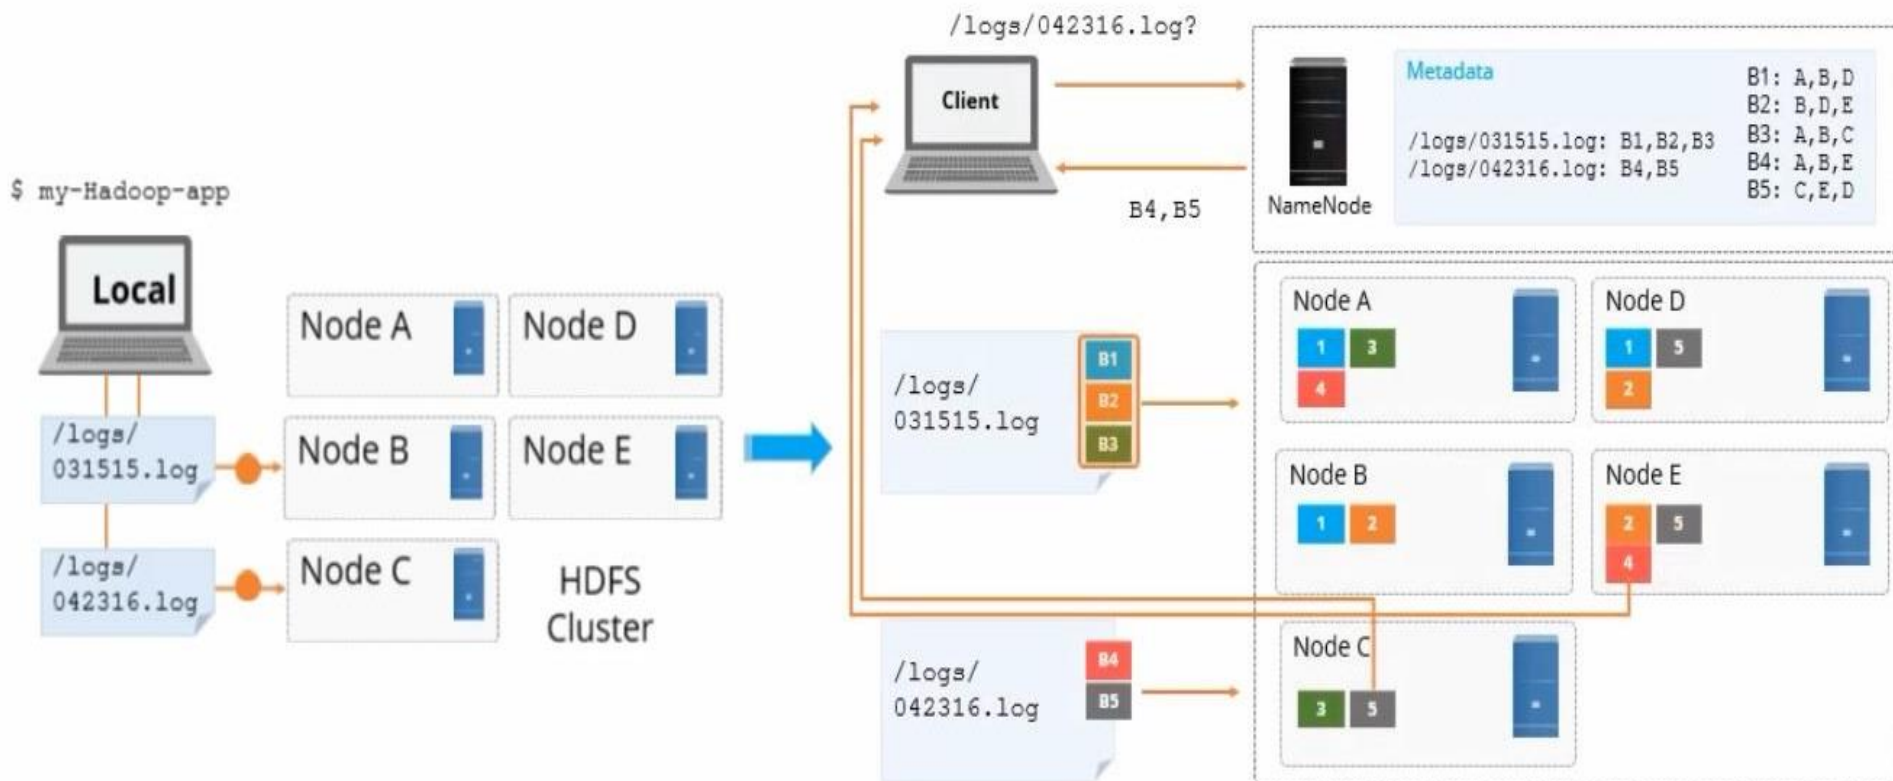 $ my-Hadoop-app
Local
/logs/
031515.log
/logs/
042316.log
Node A
Node D
Node B
Node E
Node C
HDFS
Cluster
/logs/042316.log?
Client
B4,B5
NameNode
Metadata
/logs/031515.log: B1,B2,B3
/logs/042316.log: B4,B5
B1: A,B,D
B2: B,D,E
B3: A,B,C
B4: A,B,E
B5: C,E,D
/logs/
031515.log
B1
B2
B3
/logs/
042316.log
B4
B5
Node A
1 3
4
Node D
1 5
2
Node B
1 2
Node E
2 5
4
Node C
3 5